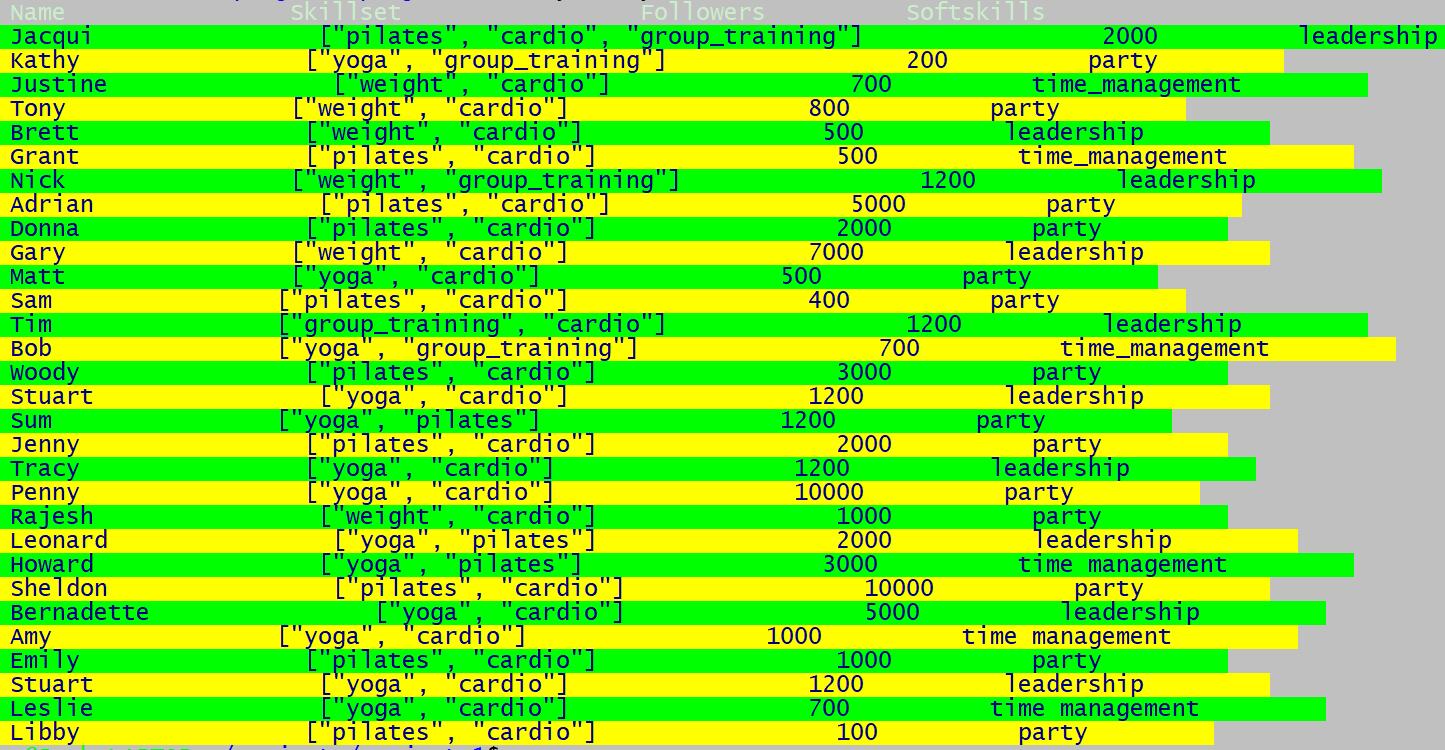 Name Skillset Followers Softskills
Jacqui ["pilates", "cardio", "group_training"] 2000 leadership
Kathy ["yoga", "group_training"] 200 party
Justine ["weight", "cardio"] 700 time_management
Tony ["weight", "cardio"] 800 party
Brett ["weight", "cardio"] 500 leadership
Grant ["pilates", "cardio"] 500 time_management
Nick ["weight", "group_training"] 1200 leadership
Adrian ["pilates", "cardio"] 5000 party
Donna ["pilates", "cardio"] 2000 party
Gary ["weight", "cardio"] 7000 leadership
Matt ["yoga", "cardio"] 500 party
Sam ["pilates", "cardio"] 400 party
Tim ["group_training", "cardio"] 1200 leadership
Bob ["yoga", "group_training"] 700 time_management
Woody ["pilates", "cardio"] 3000 party
Stuart ["yoga", "cardio"] 1200 leadership
Sum ["yoga", "pilates"] 1200 party
Jenny ["pilates", "cardio"] 2000 party
Tracy ["yoga", "cardio"] 1200 leadership
Penny ["yoga", "cardio"] 10000 party
Rajesh ["weight", "cardio"] 1000 party
Leonard ["yoga", "pilates"] 2000 leadership
Howard ["yoga", "pilates"] 3000 time management
Sheldon ["pilates", "cardio"] 10000 party
Bernadette ["yoga", "cardio"] 5000 leadership
Amy ["yoga", "cardio"] 1000 time management
Emily ["pilates", "cardio"] 1000 party
Stuart ["yoga", "cardio"] 1200 leadership
Leslie ["yoga", "cardio"] 700 time management
Libby ["pilates", "cardio"] 100 party